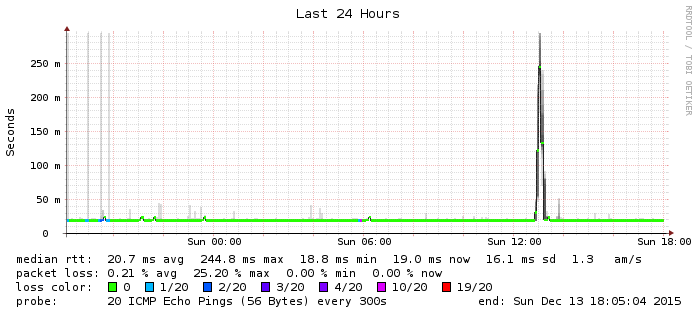 Last 24 Hours
RRDTOOL / TOBI OETIKER
Seconds
250 m
200 m
150 m
100 m
50 m
0
Sun 00:00 Sun 06:00 Sun 12:00 Sun 18:00
median rtt: 20.7 ms avg 244.8 ms max 18.8 ms min 19.0 ms now 16.1 ms sd 1.3 am/s
packet loss: 0.21 % avg 25.20 % max 0.00 % min 0.00 % now
loss color: 0 1/20 2/20 3/20 4/20 10/20 19/20
probe: 20 ICMP Echo Pings (56 Bytes) every 300s end: Sun Dec 13 18:05:04 2015